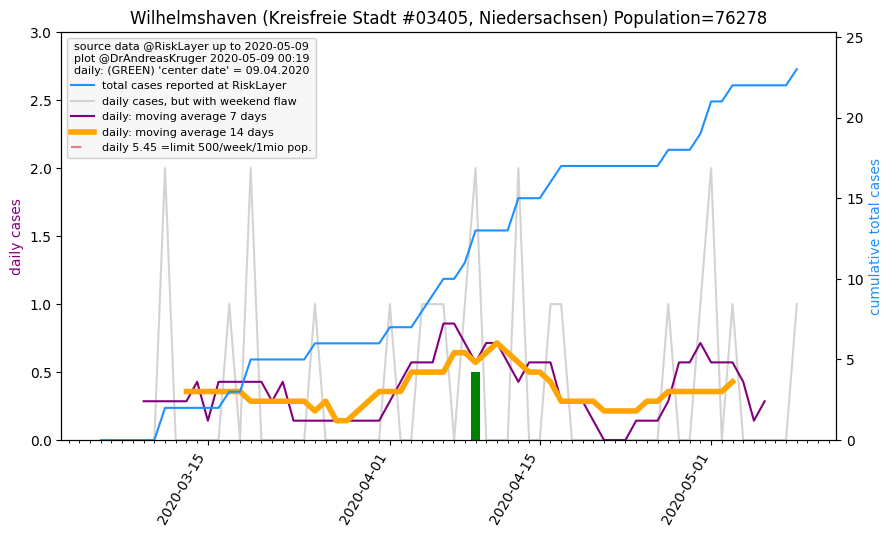 Wilhelmshaven (Kreisfreie Stadt #03405, Niedersachsen) Population=76278
source data @RiskLayer up to 2020-05-09
plot @DrAndreasKruger 2020-05-09 00:19
daily: (GREEN) 'center date' = 09.04.2020
total cases reported at RiskLayer
daily cases, but with weekend flaw
daily: moving average 7 days
daily: moving average 14 days
daily 5.45 =limit 500/week/1mio pop.
daily cases
3.0
2.5
2.0
1.5
1.0
0.5
0.0
25
20
15
10
5
0
cumulative total cases
2020-03-15
2020-04-01
2020-04-15
2020-05-01